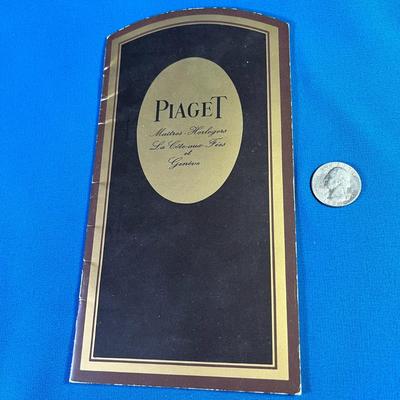 PIAGET
Maîtres-Horlogers
La Côte-aux-Fées
et
Genève